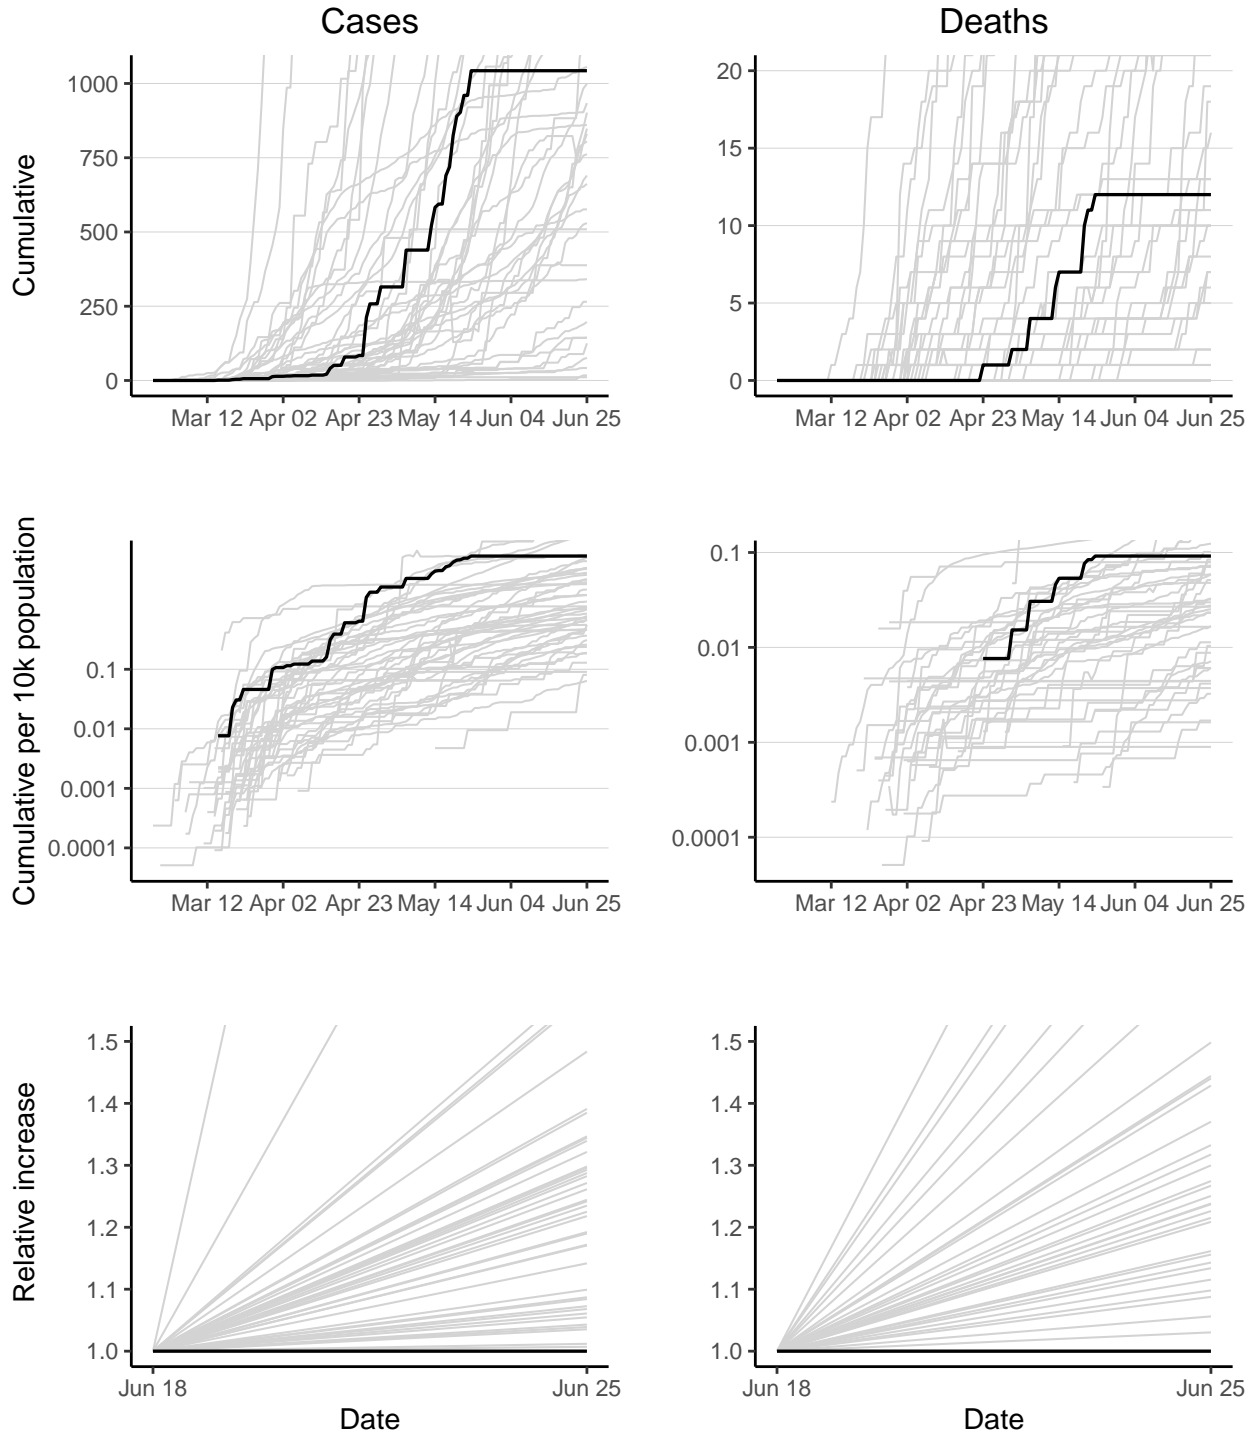 Cases
Deaths
Cumulative
1000
750
500
250
0
Mar 12 Apr 02 Apr 23 May 14 Jun 04 Jun 25
20
15
10
5
0
Mar 12 Apr 02 Apr 23 May 14 Jun 04 Jun 25
Cumulative per 10k population
0.1
0.01
0.001
0.0001
Mar 12 Apr 02 Apr 23 May 14 Jun 04 Jun 25
0.1
0.01
0.001
0.0001
Mar 12 Apr 02 Apr 23 May 14 Jun 04 Jun 25
Relative increase
1.5
1.4
1.3
1.2
1.1
1.0
Jun 18 Jun 25
Date
1.5
1.4
1.3
1.2
1.1
1.0
Jun 18 Jun 25
Date